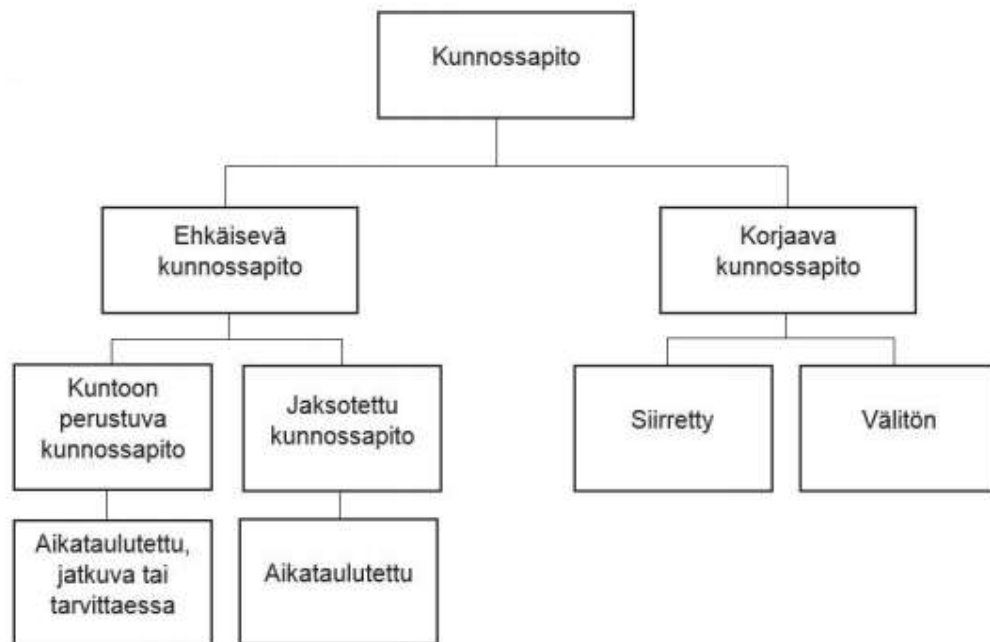 Kunnossapito
Ehkäisevä
kunnossapito
Korjaava
kunnossapito
Kuntoon
perustuva
kunnossapito
Jaksotettu
kunnossapito
Siirretty
Välitön
Aikataulutettu,
jatkuva tai
tarvittaessa
Aikataulutettu